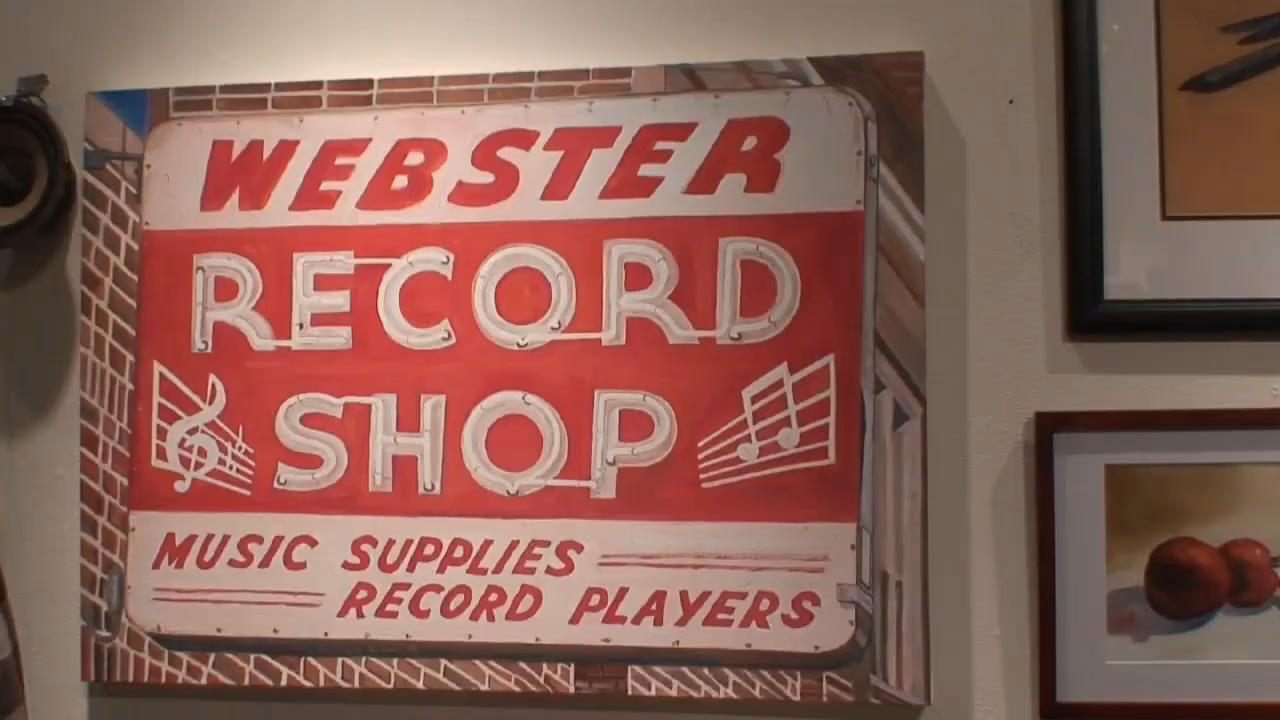 WEBSTER
RECORD
SHOP
MUSIC SUPPLIES
RECORD PLAYERS